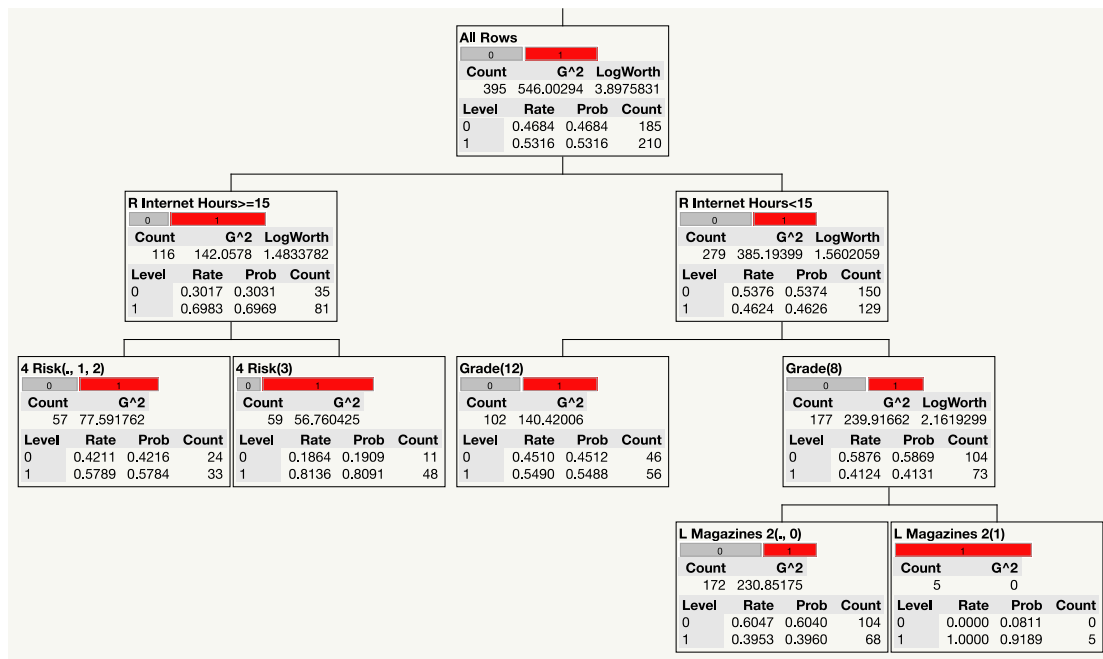 All Rows
0 1
Count G^2 LogWorth
395 546.00294 3.8975831
Level Rate Prob Count
0 0.4684 0.4684 185
1 0.5316 0.5316 210
R Internet Hours>=15
0 1
Count G^2 LogWorth
116 142.0578 1.4833782
Level Rate Prob Count
0 0.3017 0.3031 35
1 0.6983 0.6969 81
R Internet Hours<15
0 1
Count G^2 LogWorth
279 385.19399 1.5602059
Level Rate Prob Count
0 0.5376 0.5374 150
1 0.4624 0.4626 129
4 Risk(., 1, 2)
0 1
Count G^2
57 77.591762
Level Rate Prob Count
0 0.4211 0.4216 24
1 0.5789 0.5784 33
4 Risk(3)
0 1
Count G^2
59 56.760425
Level Rate Prob Count
0 0.1864 0.1909 11
1 0.8136 0.8091 48
Grade(12)
0 1
Count G^2
102 140.42006
Level Rate Prob Count
0 0.4510 0.4512 46
1 0.5490 0.5488 56
Grade(8)
0 1
Count G^2 LogWorth
177 239.91662 2.1619299
Level Rate Prob Count
0 0.5876 0.5869 104
1 0.4124 0.4131 73
L Magazines 2(., 0)
0 1
Count G^2
172 230.85175
Level Rate Prob Count
0 0.6047 0.6040 104
1 0.3953 0.3960 68
L Magazines 2(1)
1
Count G^2
5 0
Level Rate Prob Count
0 0.0000 0.0811 0
1 1.0000 0.9189 5